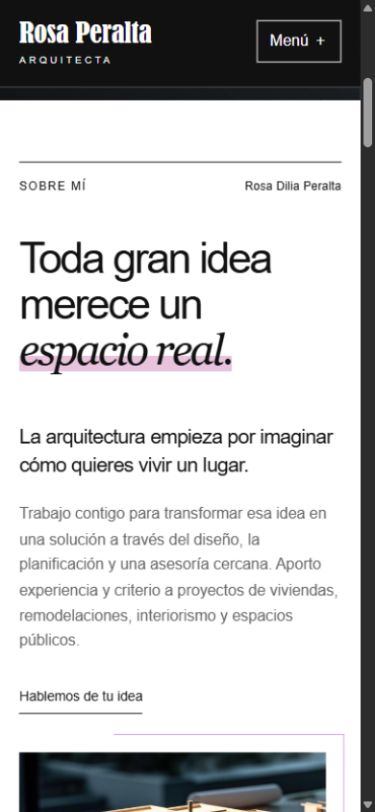 Rosa Peralta
ARQUITECTA
Menú +
SOBRE MÍ
Rosa Dilia Peralta
Toda gran idea
merece un
espacio real.
La arquitectura empieza por imaginar
cómo quieres vivir un lugar.
Trabajo contigo para transformar esa idea en
una solución a través del diseño, la
planificación y una asesoría cercana. Aporto
experiencia y criterio a proyectos de viviendas,
remodelaciones, interiorismo y espacios
públicos.
Hablemos de tu idea